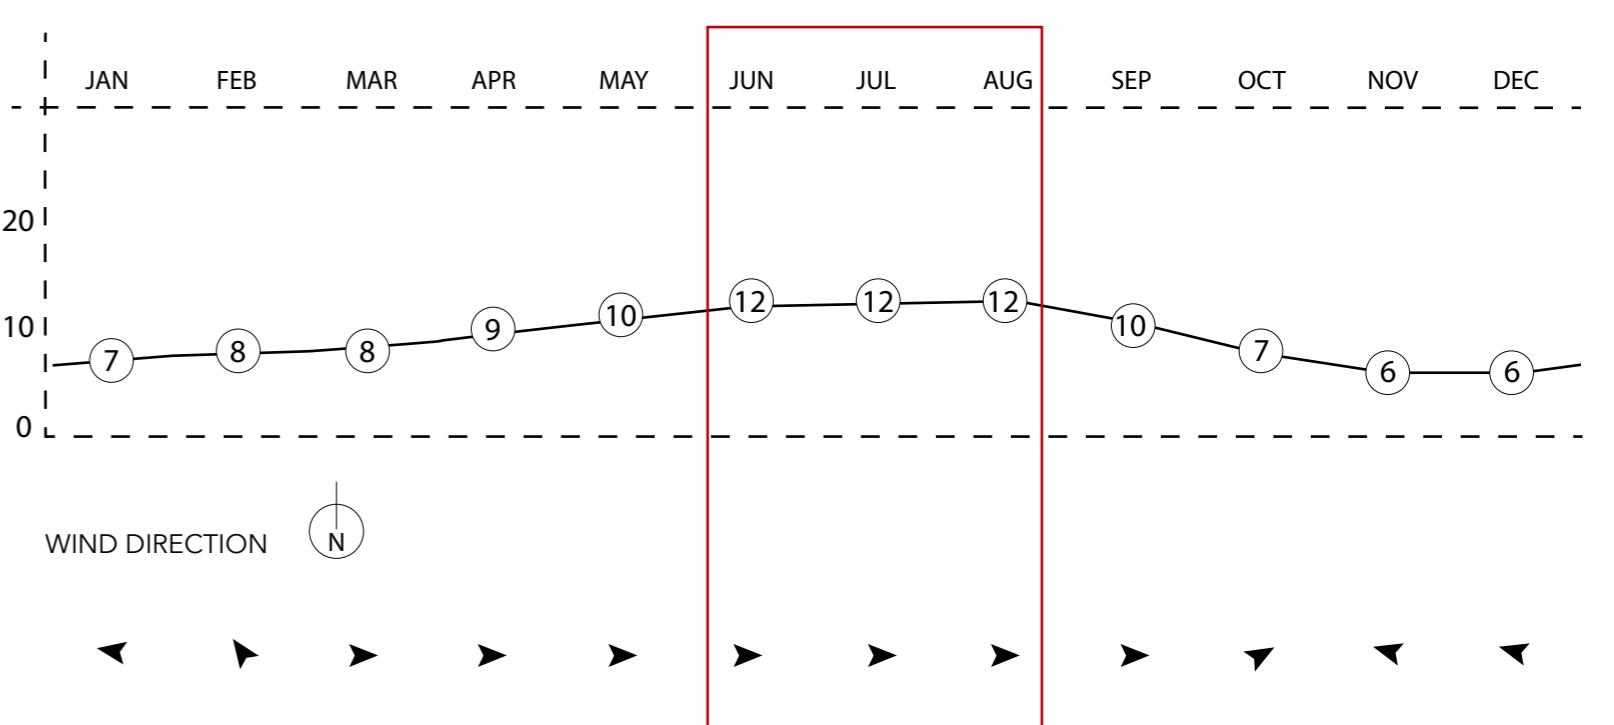 JAN FEB MAR APR MAY JUN JUL AUG SEP OCT NOV DEC
20
10
0
7 8 8 9 10 12 12 12 10 7 6 6
WIND DIRECTION N